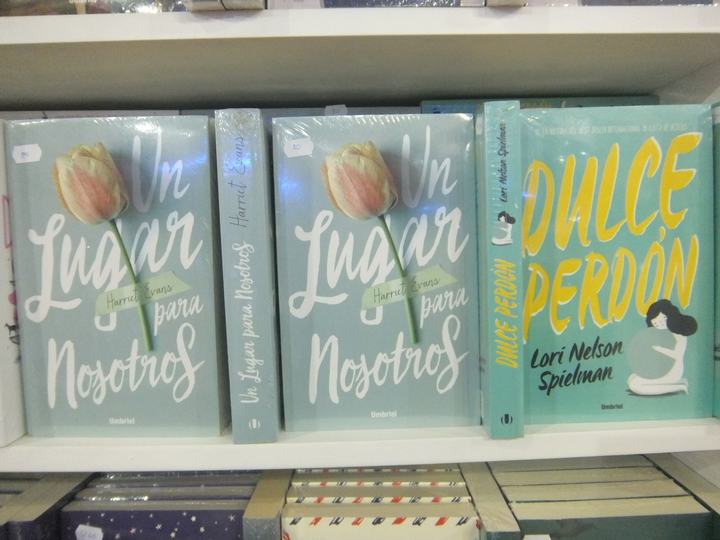 Un
Lugar
Harriet Evans
para
Nosotros
Umbriel
Un Lugar para Nosotros Harriet Evans
Un
Lugar
Harriet Evans
para
Nosotros
Umbriel
DULCE PERDÓN Lori Nelson Spielman
DULCE
PERDÓN
Lori Nelson
Spielman
Umbriel